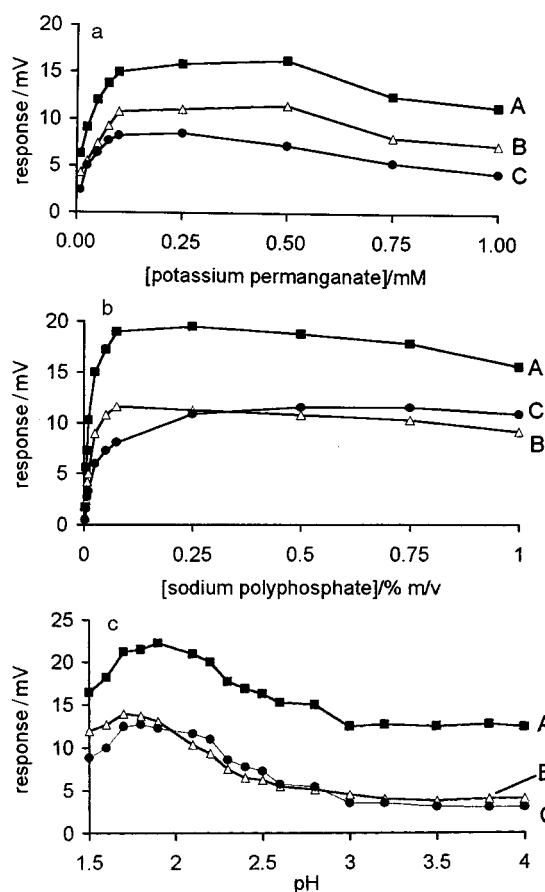 a
response / mV
20
15
10
5
0
A
B
C
0.00 0.25 0.50 0.75 1.00
[potassium permanganate]/mM
b
response / mV
20
15
10
5
0
A
C
B
0 0.25 0.5 0.75 1
[sodium polyphosphate]/% m/v
c
response / mV
25
20
15
10
5
0
A
B
C
1.5 2 2.5 3 3.5 4
pH